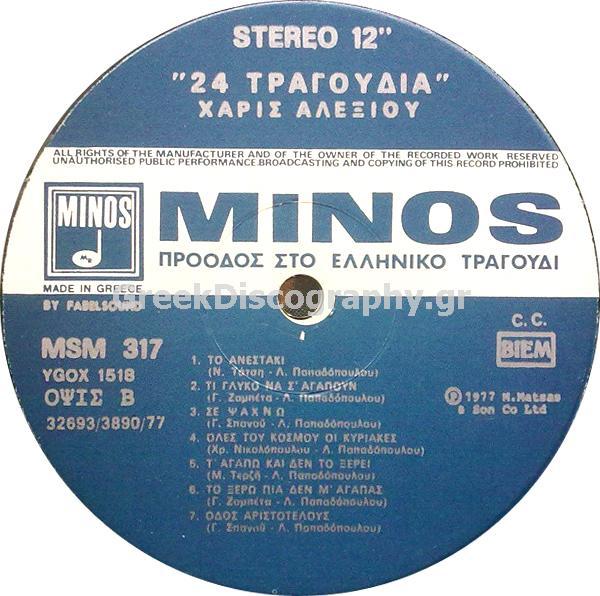 STEREO 12"
"24 ΤΡΑΓΟΥΔΙΑ"
ΧΑΡΙΣ ΑΛΕΞΙΟΥ
ALL RIGHTS OF THE MANUFACTURER AND OF THE OWNER OF THE RECORDED WORK RESERVED
UNAUTHORISED PUBLIC PERFORMANCE.BROADCASTING AND COPYING OF THIS RECORD PROHIBITED
MINOS
MINOS
ΠΡΟΟΔΟΣ ΣΤΟ ΕΛΛΗΝΙΚΟ ΤΡΑΓΟΥΔΙ
MADE IN GREECE
BY FABELSOUND
GreekDiscography.gr
C. C.
BIEM
MSM 317
YGOX 1518
ΟΨΙΣ Β
32693/3890/77
℗ 1977 M.Matsas
& Son Co Ltd
1. ΤΟ ΑΝΕΣΤΑΚΙ
(Ν. Τάτση - Λ. Παπαδόπουλου)
2. ΤΙ ΓΛΥΚΟ ΝΑ Σ' ΑΓΑΠΟΥΝ
(Γ. Ζαμπέτα - Λ. Παπαδόπουλου)
3. ΣΕ ΨΑΧΝΩ
(Γ. Σπανού - Λ. Παπαδόπουλου)
4. ΟΛΕΣ ΤΟΥ ΚΟΣΜΟΥ ΟΙ ΚΥΡΙΑΚΕΣ
(Χρ. Νικολόπουλου - Λ. Παπαδόπουλου)
5. Τ' ΑΓΑΠΩ ΚΑΙ ΔΕΝ ΤΟ ΞΕΡΕΙ
(Μ. Τερζή - Λ. Παπαδόπουλου)
6. ΤΟ ΞΕΡΩ ΠΙΑ ΔΕΝ Μ' ΑΓΑΠΑΣ
(Γ. Ζαμπέτα - Λ. Παπαδόπουλου)
7. ΟΔΟΣ ΑΡΙΣΤΟΤΕΛΟΥΣ
(Γ. Σπανού - Λ. Παπαδόπουλου)